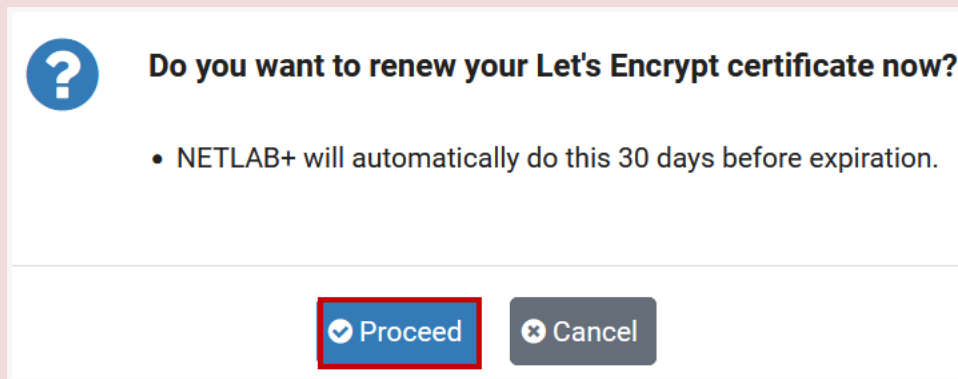 Do you want to renew your Let's Encrypt certificate now?
• NETLAB+ will automatically do this 30 days before expiration.
Proceed
Cancel